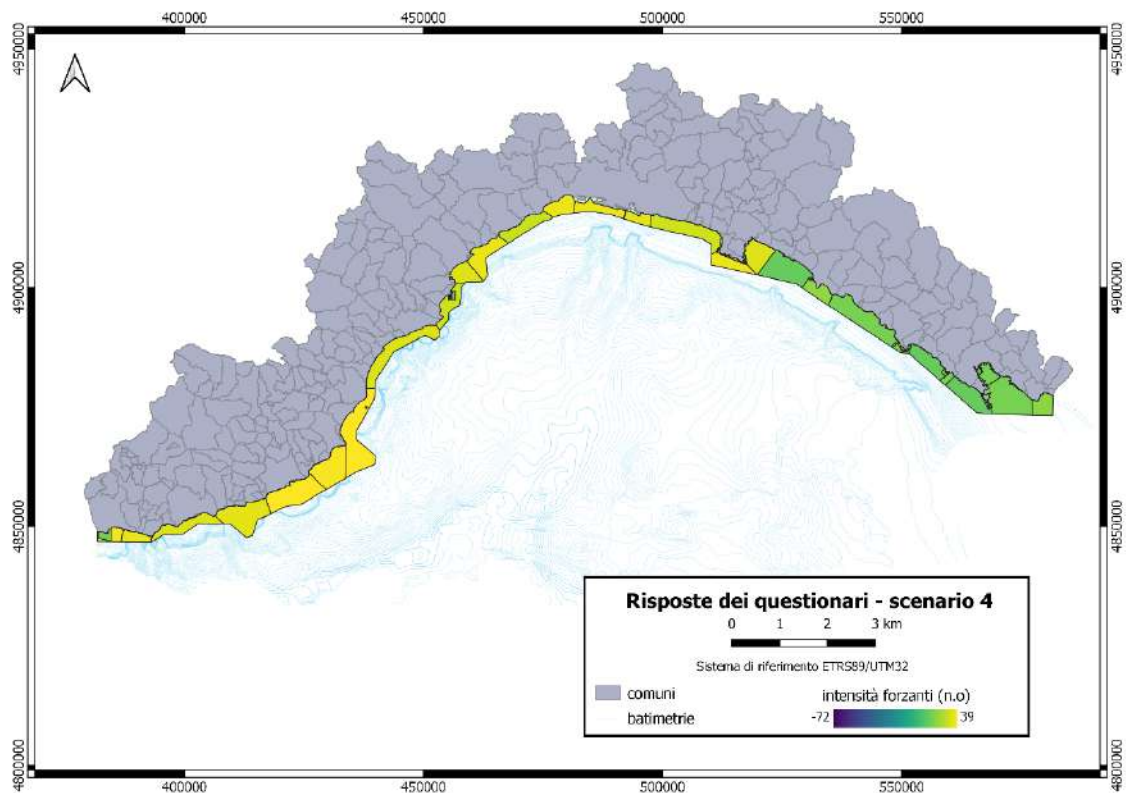 400000 450000 500000 550000
4950000 4950000
4900000 4900000
4850000 4850000
Risposte dei questionari - scenario 4
0 1 2 3 km
Sistema di riferimento ETRS89/UTM32
comuni
intensità forzanti (n.o)
batimetrie
-72 39
4800000 4800000
400000 450000 500000 550000